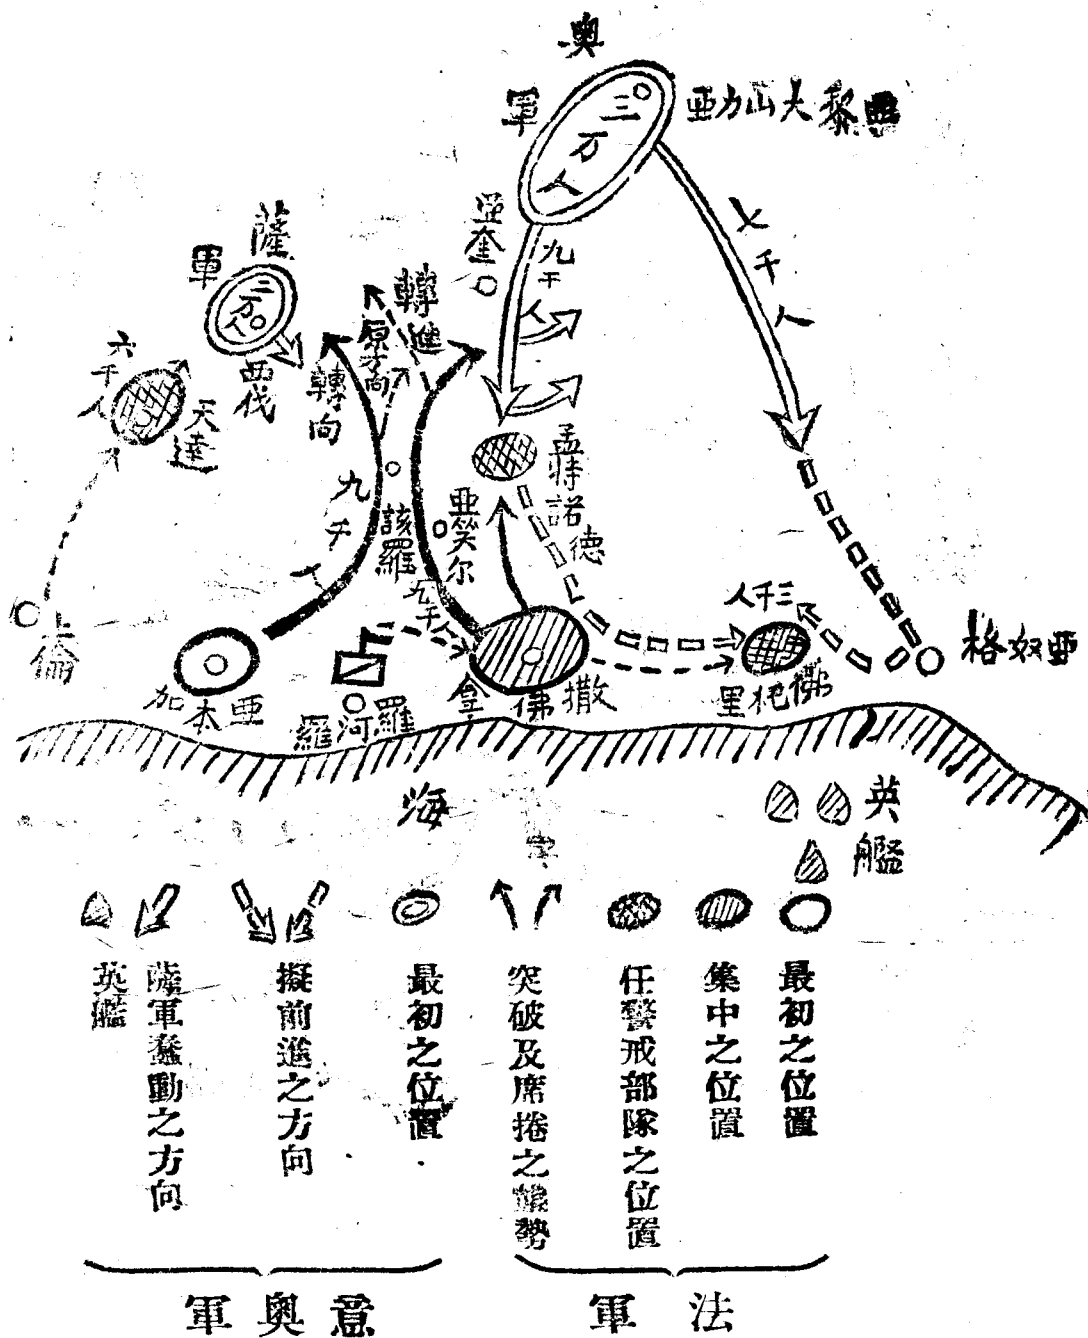 奧軍
三万人
亞力山大黎亞
七千人
亞奎
九千人
薩軍
二万人
西伐
轉進
原方向
轉向
六千人
天達
孟特諾德
九千人
該羅
亞笑尔
九千人
三千人
倫
加本亞
羅河羅
撒佛
佛杷里
格奴亞
海
英艦
最初之位置
集中之位置
任警戒部隊之位置
突破及席捲之態勢
法軍
最初之位置
擬前進之方向
薩軍蠢動之方向
英艦
意奧軍